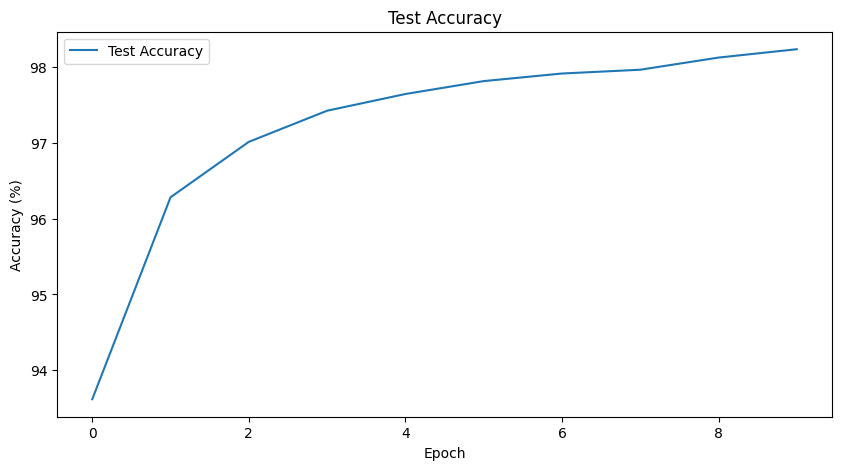 Test Accuracy
Test Accuracy
98
97
96
95
94
Accuracy (%)
0 2 4 6 8
Epoch